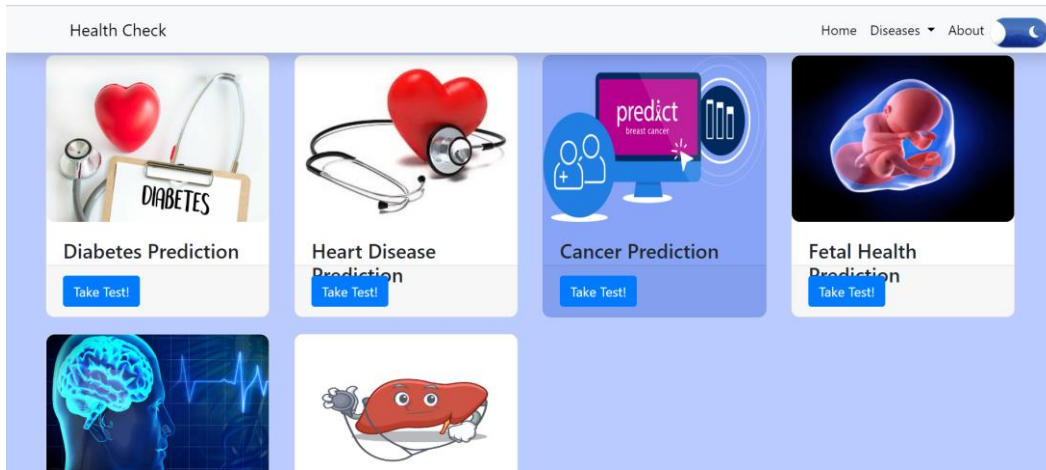 Health Check
Home Diseases About
DIABETES
predict
breast cancer
Diabetes Prediction
Heart Disease
Prediction
Cancer Prediction
Fetal Health
Prediction
Take Test!
Take Test!
Take Test!
Take Test!